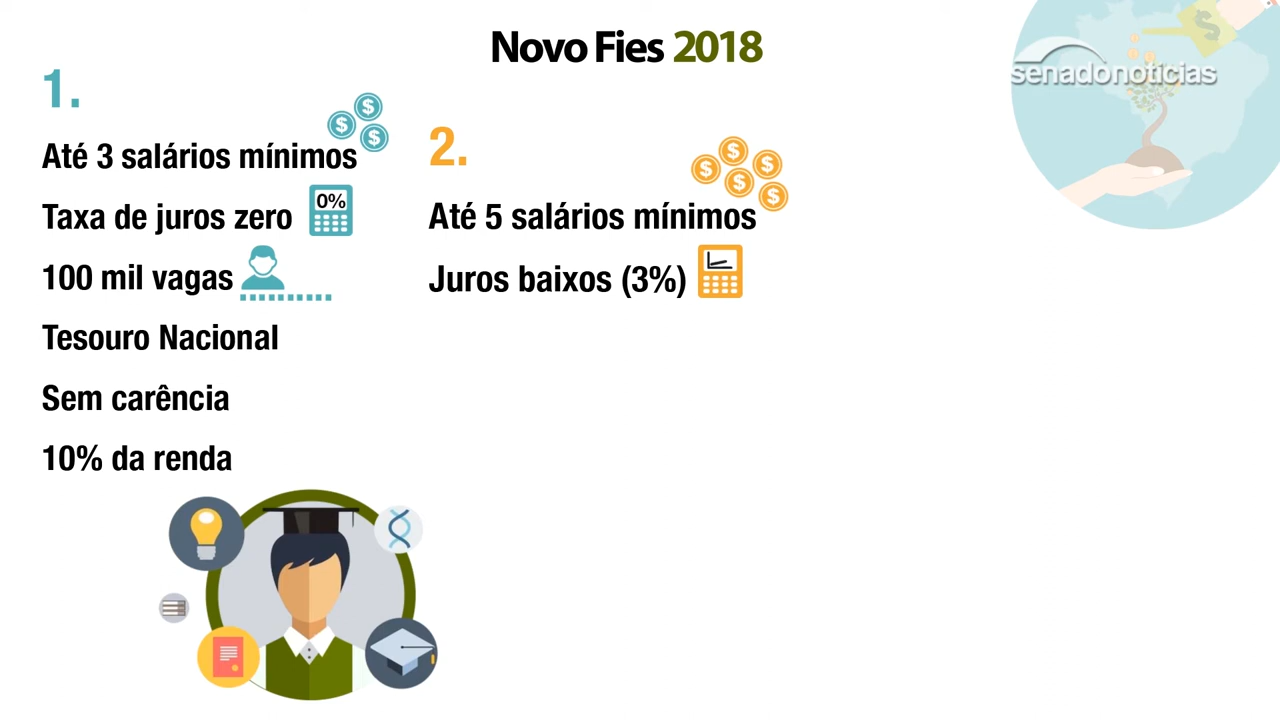 Novo Fies 2018
senadonotícias
1.
Até 3 salários mínimos
Taxa de juros zero 0%
100 mil vagas
Tesouro Nacional
Sem carência
10% da renda
2.
Até 5 salários mínimos
Juros baixos (3%)